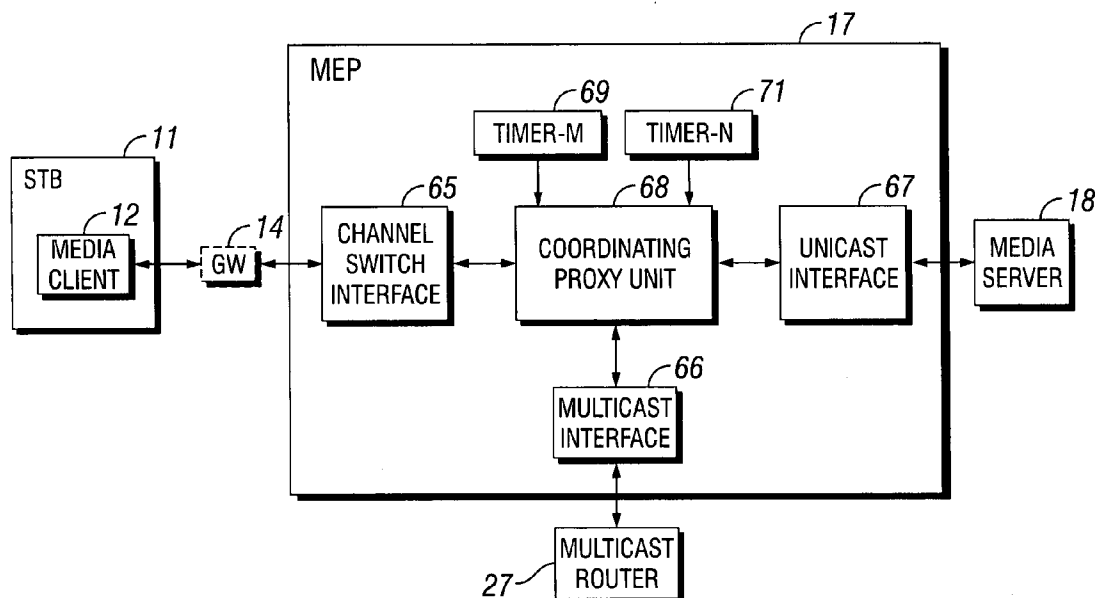 17
MEP
69
TIMER-M
71
TIMER-N
11
STB
12
MEDIA
CLIENT
14
GW
65
CHANNEL
SWITCH
INTERFACE
68
COORDINATING
PROXY UNIT
67
UNICAST
INTERFACE
18
MEDIA
SERVER
66
MULTICAST
INTERFACE
27
MULTICAST
ROUTER